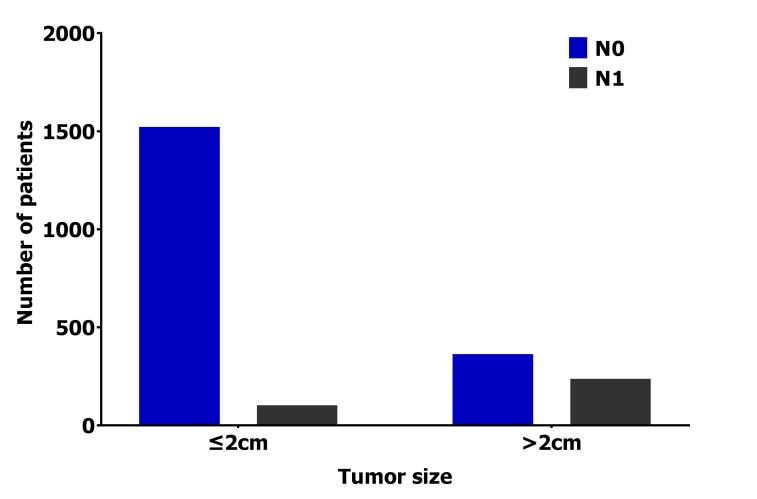 2000
1500
1000
500
0
Number of patients
N0
N1
≤2cm
>2cm
Tumor size